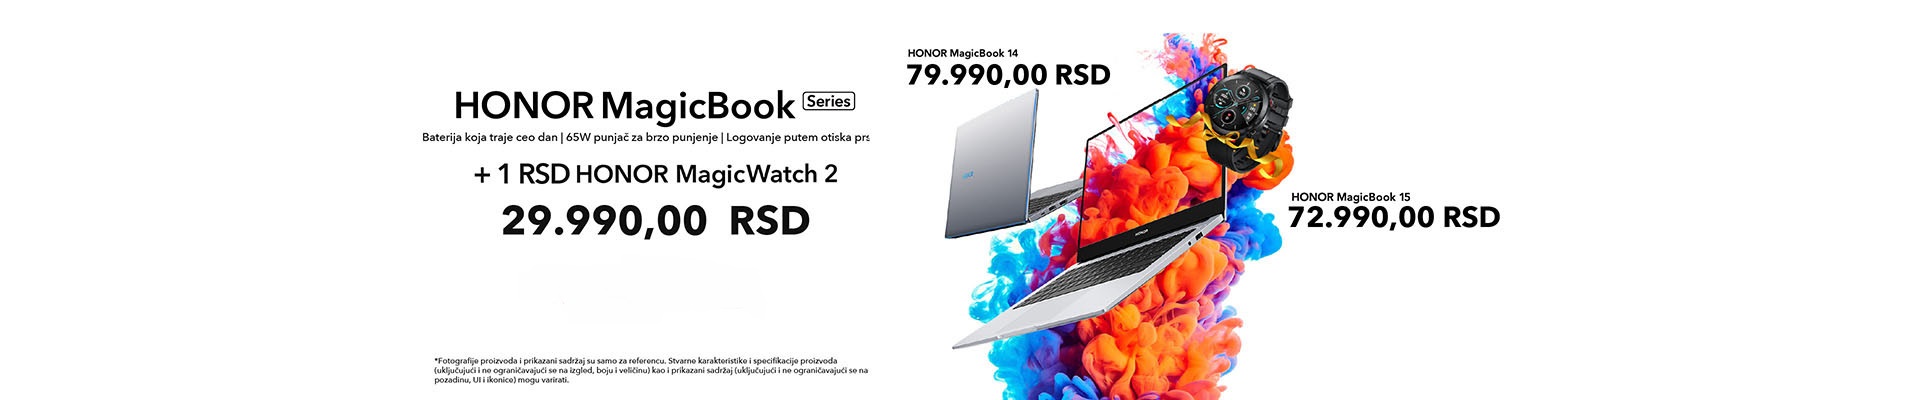 HONOR MagicBook Series
Baterija koja traje ceo dan | 65W punjač za brzo punjenje | Logovanje putem otiska prs
+ 1 RSD HONOR MagicWatch 2
29.990,00 RSD
*Fotografije proizvoda i prikazani sadržaj su samo za referencu. Stvarne karakteristike i specifikacije proizvoda
(uključujući i ne ograničavajući se na izgled, boju i veličinu) kao i prikazani sadržaj (uključujući i ne ograničavajući se na
pozadinu, UI i ikonice) mogu varirati.
HONOR MagicBook 14
79.990,00 RSD
HONOR
HONOR MagicBook 15
72.990,00 RSD